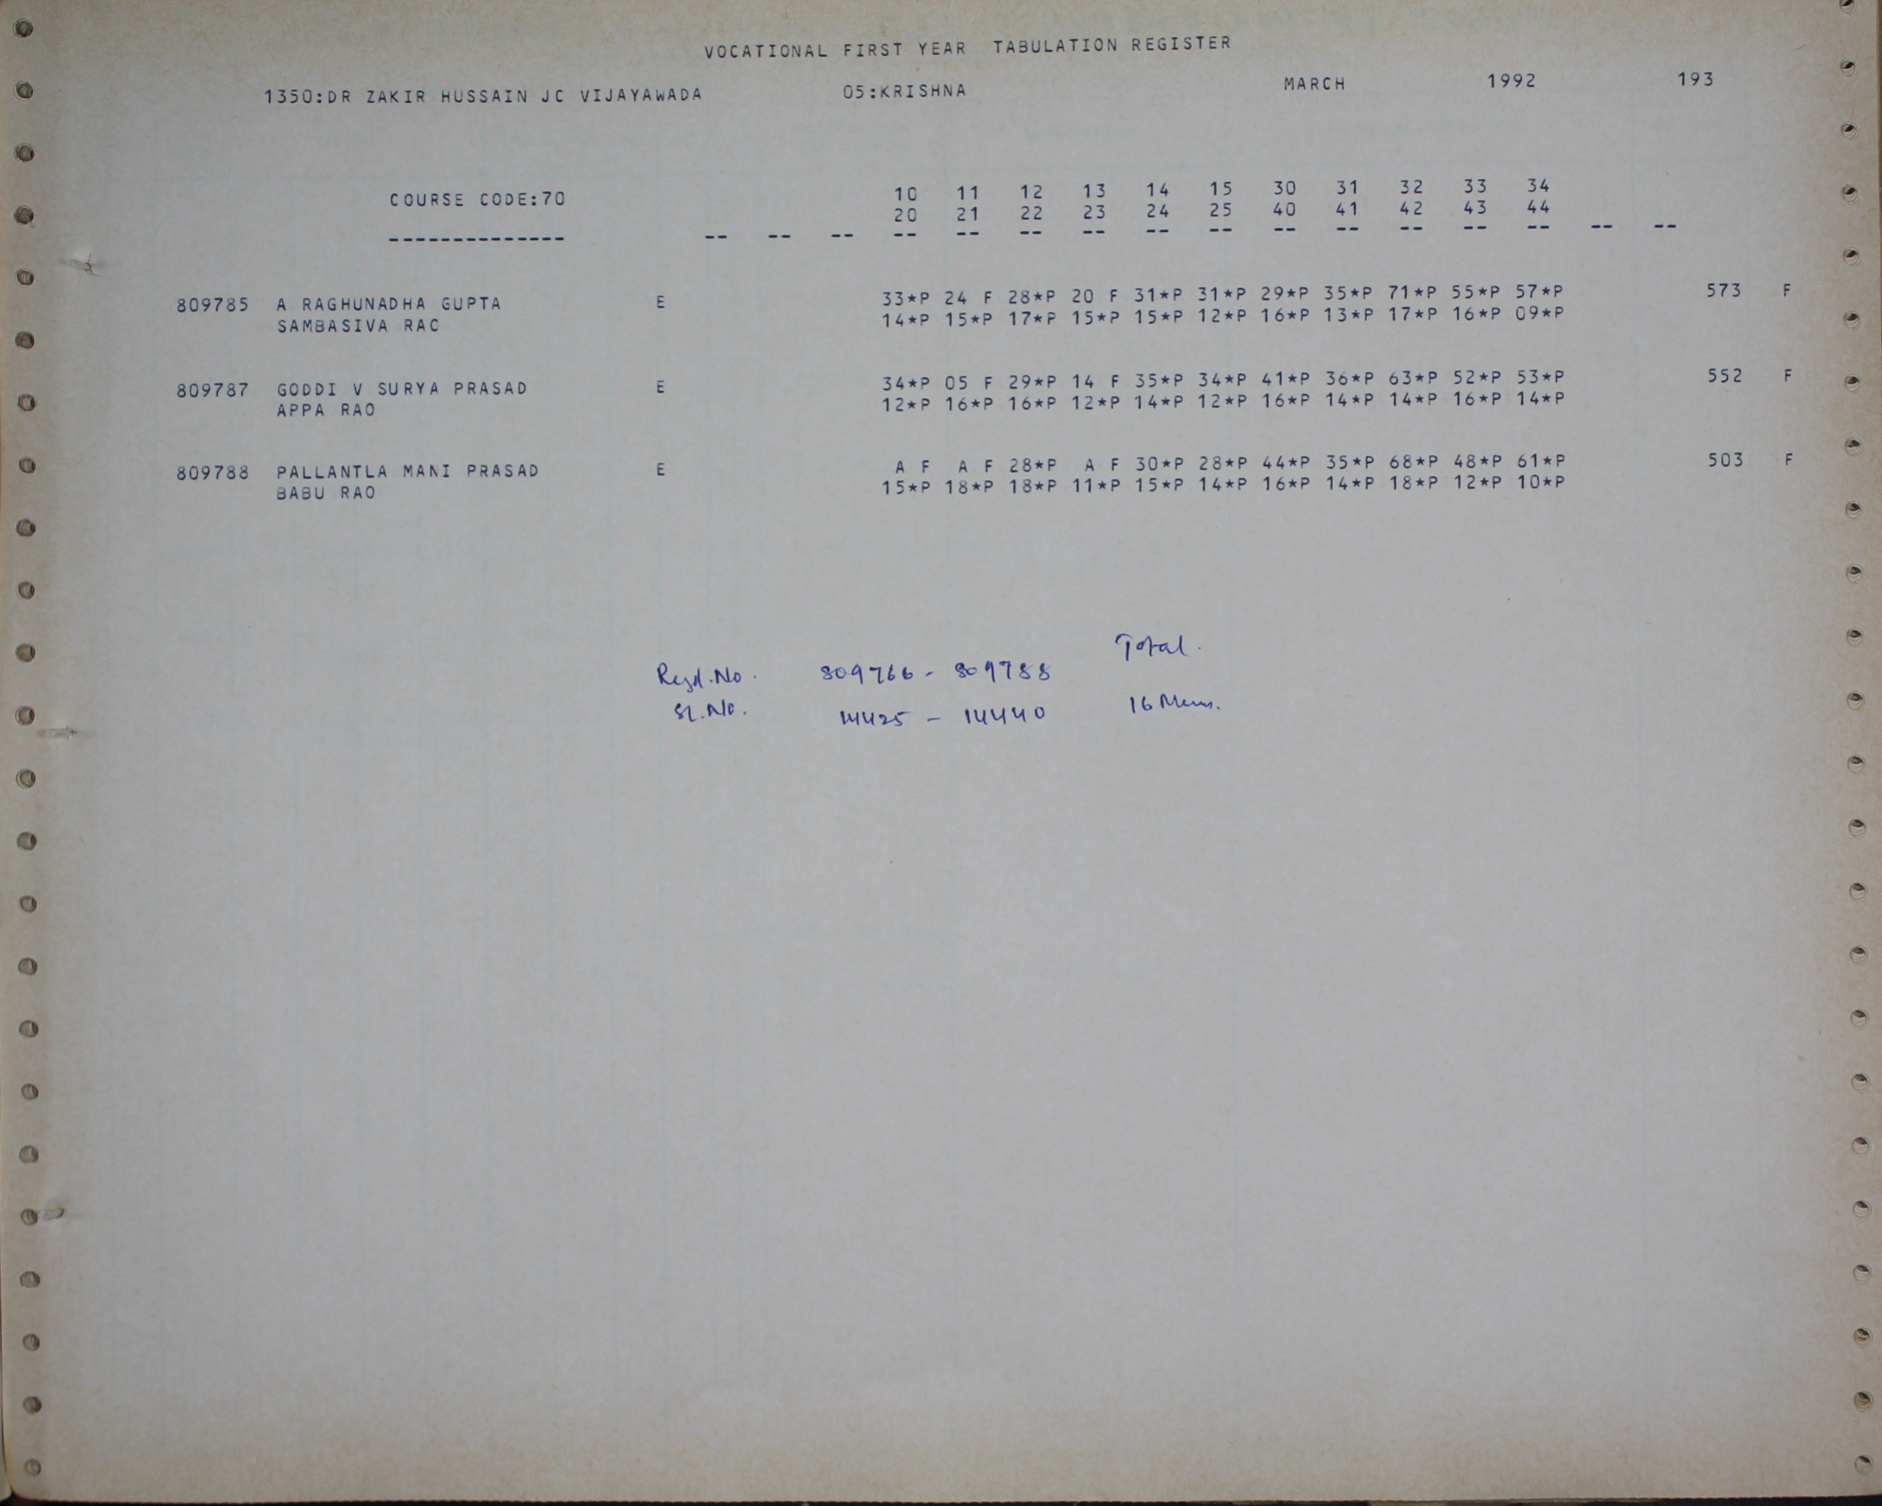 VOCATIONAL FIRST YEAR TABULATION REGISTER
1350:DR ZAKIR HUSSAIN JC VIJAYAWADA 05:KRISHNA MARCH 1992 193
COURSE CODE:70 10 11 12 13 14 15 30 31 32 33 34
20 21 22 23 24 25 40 41 42 43 44
-------------- -- -- -- -- -- -- -- -- -- -- -- -- -- -- -- --
809785 A RAGHUNADHA GUPTA E 33*P 24 F 28*P 20 F 31*P 31*P 29*P 35*P 71*P 55*P 57*P 573 F
SAMBASIVA RAO 14*P 15*P 17*P 15*P 15*P 12*P 16*P 13*P 17*P 16*P 09*P
809787 GODDI V SURYA PRASAD E 34*P 05 F 29*P 14 F 35*P 34*P 41*P 36*P 63*P 52*P 53*P 552 F
APPA RAO 12*P 16*P 16*P 12*P 14*P 12*P 16*P 14*P 14*P 16*P 14*P
809788 PALLANTLA MANI PRASAD E A F A F 28*P A F 30*P 28*P 44*P 35*P 68*P 48*P 61*P 503 F
BABU RAO 15*P 18*P 18*P 11*P 15*P 14*P 16*P 14*P 18*P 12*P 10*P
Total.
Regd.No. 809766 - 809788
Sl.No. 14425 - 14440 16 Mem.